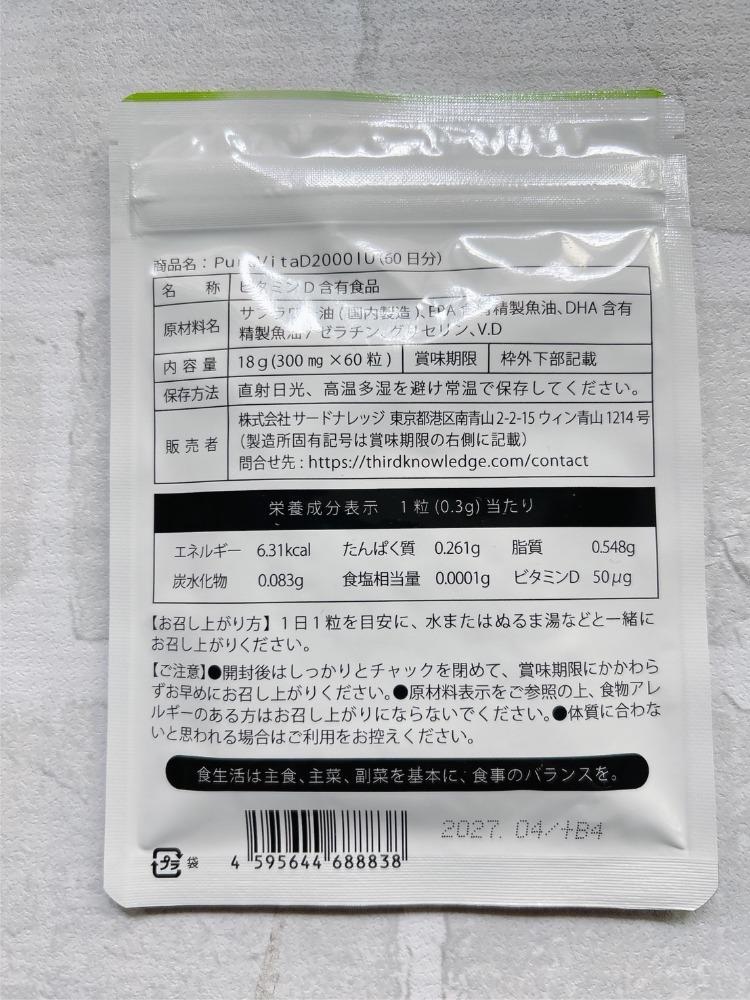 商品名：Pu VitaD2000IU(60日分)
名 称 ビタミンD含有食品
原材料名 サフラワー油(国内製造)、EPA含有精製魚油、DHA含有
精製魚油/ゼラチン、グリセリン、V.D
内容量 18g(300mg×60粒) 賞味期限 枠外下部記載
保存方法 直射日光、高温多湿を避け常温で保存してください。
販売者 株式会社サードナレッジ 東京都港区南青山2-2-15ウィン青山1214号
(製造所固有記号は賞味期限の右側に記載)
問合せ先：https://thirdknowledge.com/contact
栄養成分表示 1粒(0.3g)当たり
エネルギー 6.31kcal たんぱく質 0.261g 脂質 0.548g
炭水化物 0.083g 食塩相当量 0.0001g ビタミンD 50μg
【お召し上がり方】1日1粒を目安に、水またはぬるま湯などと一緒に
お召し上がりください。
【ご注意】●開封後はしっかりとチャックを閉めて、賞味期限にかかわら
ずお早めにお召し上がりください。●原材料表示をご参照の上、食物アレ
ルギーのある方はお召し上がりにならないでください。●体質に合わな
いと思われる場合はご利用をお控えください。
食生活は主食、主菜、副菜を基本に、食事のバランスを。
2027. 04/+B4
プラ 袋 4 595644 688838